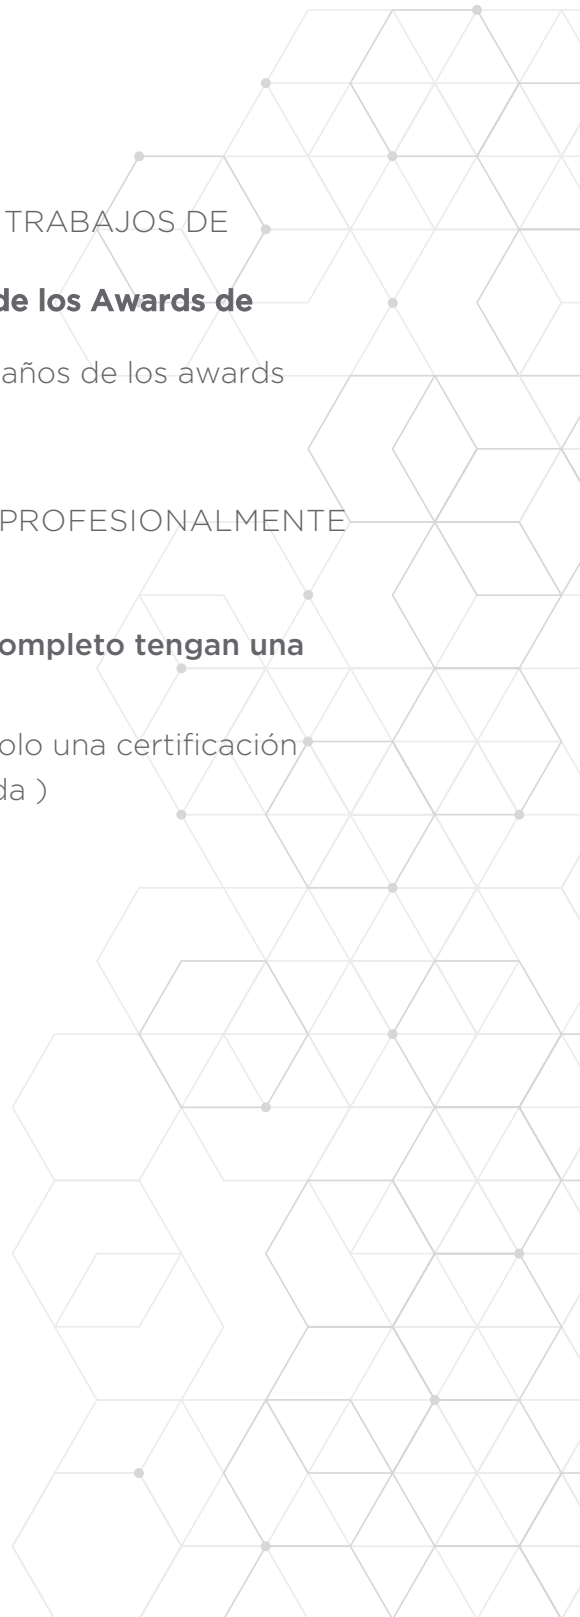 TRABAJOS DE
de los Awards de
años de los awards
PROFESIONALMENTE
ompleto tengan una
olo una certificación
da )